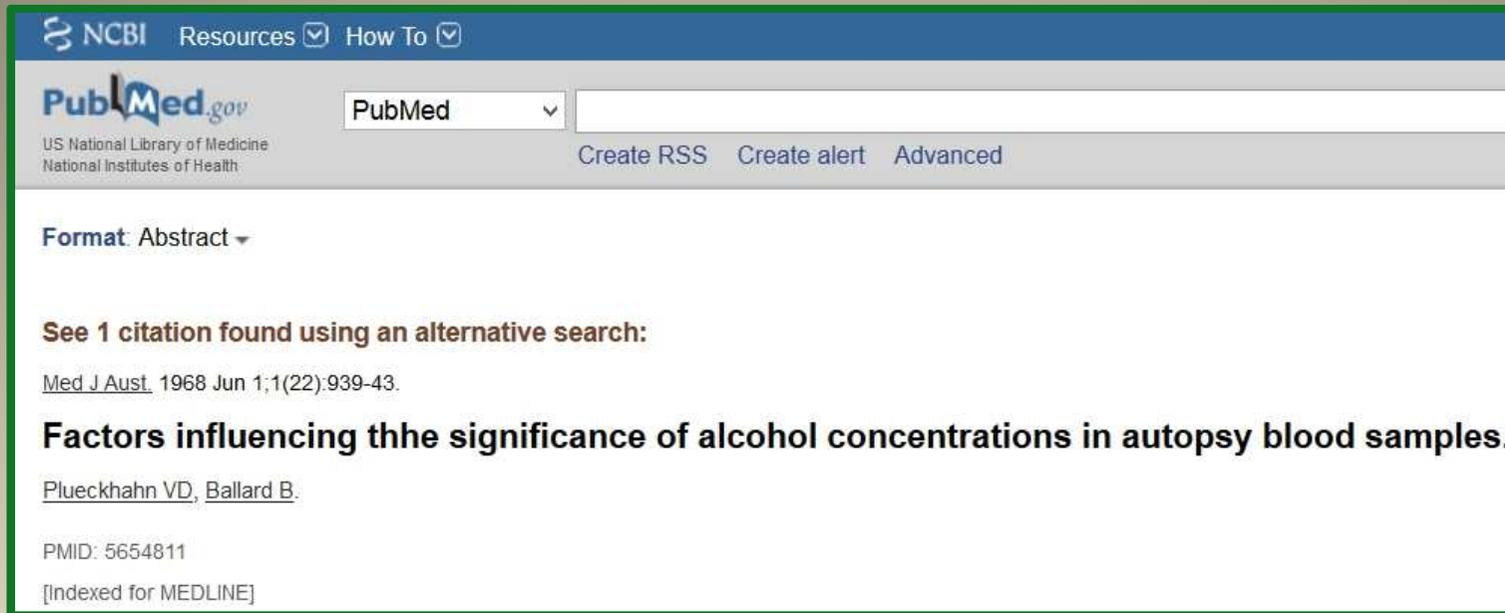 NCBI Resources How To
PubMed.gov
US National Library of Medicine
National Institutes of Health
PubMed
Create RSS Create alert Advanced
Format: Abstract
See 1 citation found using an alternative search:
Med J Aust. 1968 Jun 1;1(22):939-43.
Factors influencing thhe significance of alcohol concentrations in autopsy blood samples.
Plueckhahn VD, Ballard B.
PMID: 5654811
[Indexed for MEDLINE]